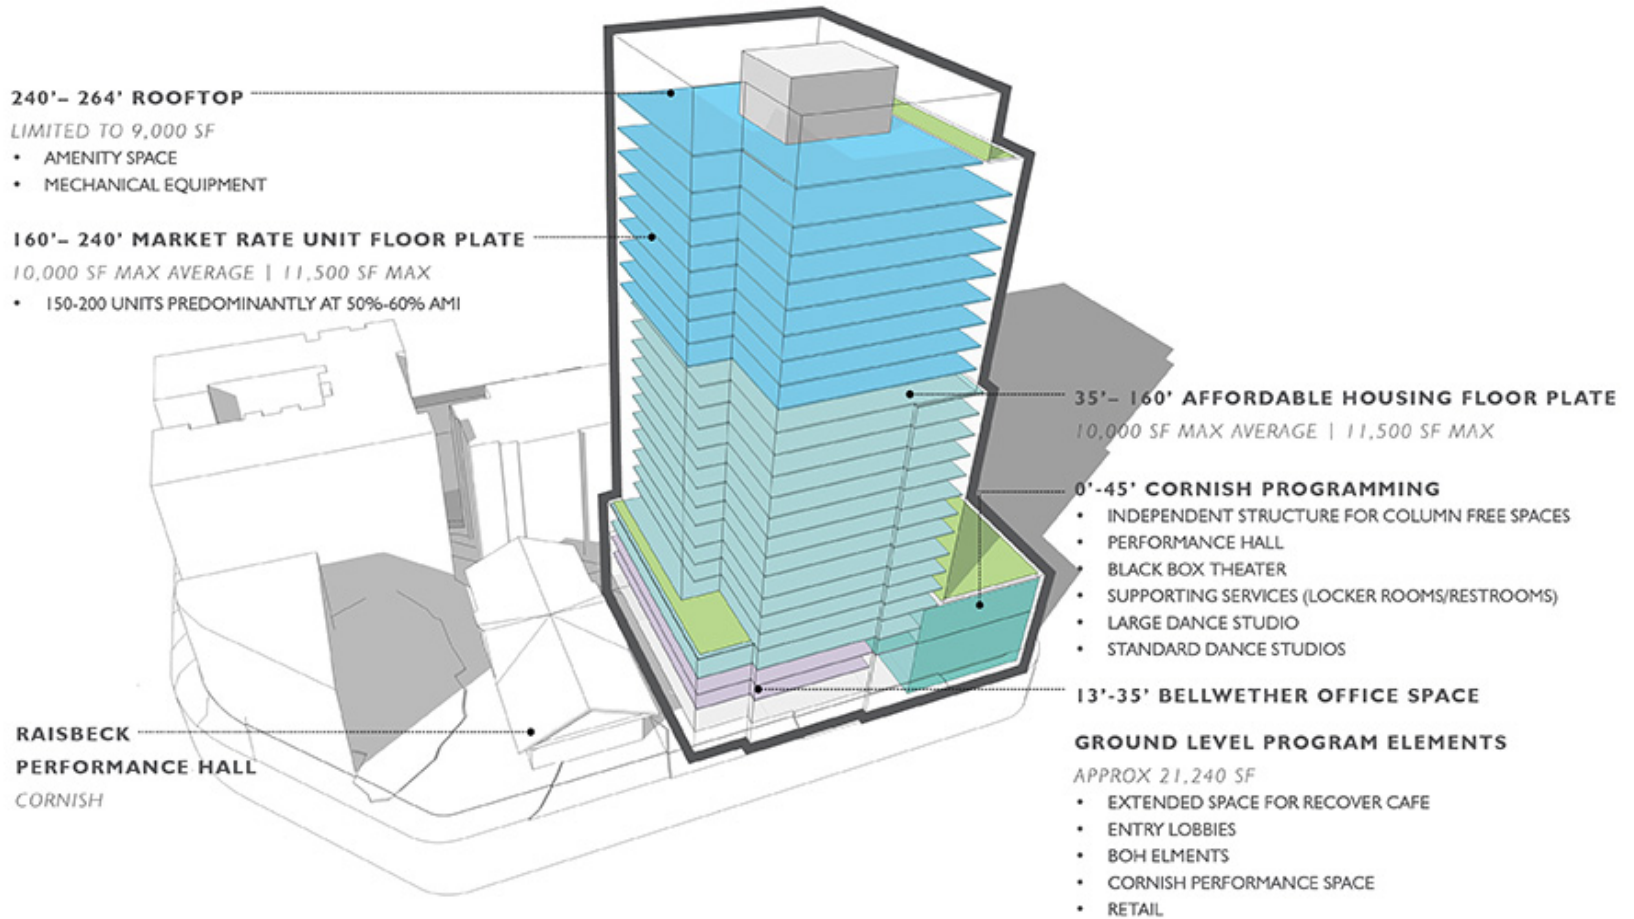 240’– 264’ ROOFTOP
LIMITED TO 9,000 SF
• AMENITY SPACE
• MECHANICAL EQUIPMENT
160’– 240’ MARKET RATE UNIT FLOOR PLATE
10,000 SF MAX AVERAGE | 11,500 SF MAX
• 150-200 UNITS PREDOMINANTLY AT 50%-60% AMI
RAISBECK
PERFORMANCE HALL
CORNISH
35’– 160’ AFFORDABLE HOUSING FLOOR PLATE
10,000 SF MAX AVERAGE | 11,500 SF MAX
0’-45’ CORNISH PROGRAMMING
• INDEPENDENT STRUCTURE FOR COLUMN FREE SPACES
• PERFORMANCE HALL
• BLACK BOX THEATER
• SUPPORTING SERVICES (LOCKER ROOMS/RESTROOMS)
• LARGE DANCE STUDIO
• STANDARD DANCE STUDIOS
13’-35’ BELLWETHER OFFICE SPACE
GROUND LEVEL PROGRAM ELEMENTS
APPROX 21,240 SF
• EXTENDED SPACE FOR RECOVER CAFE
• ENTRY LOBBIES
• BOH ELMENTS
• CORNISH PERFORMANCE SPACE
• RETAIL